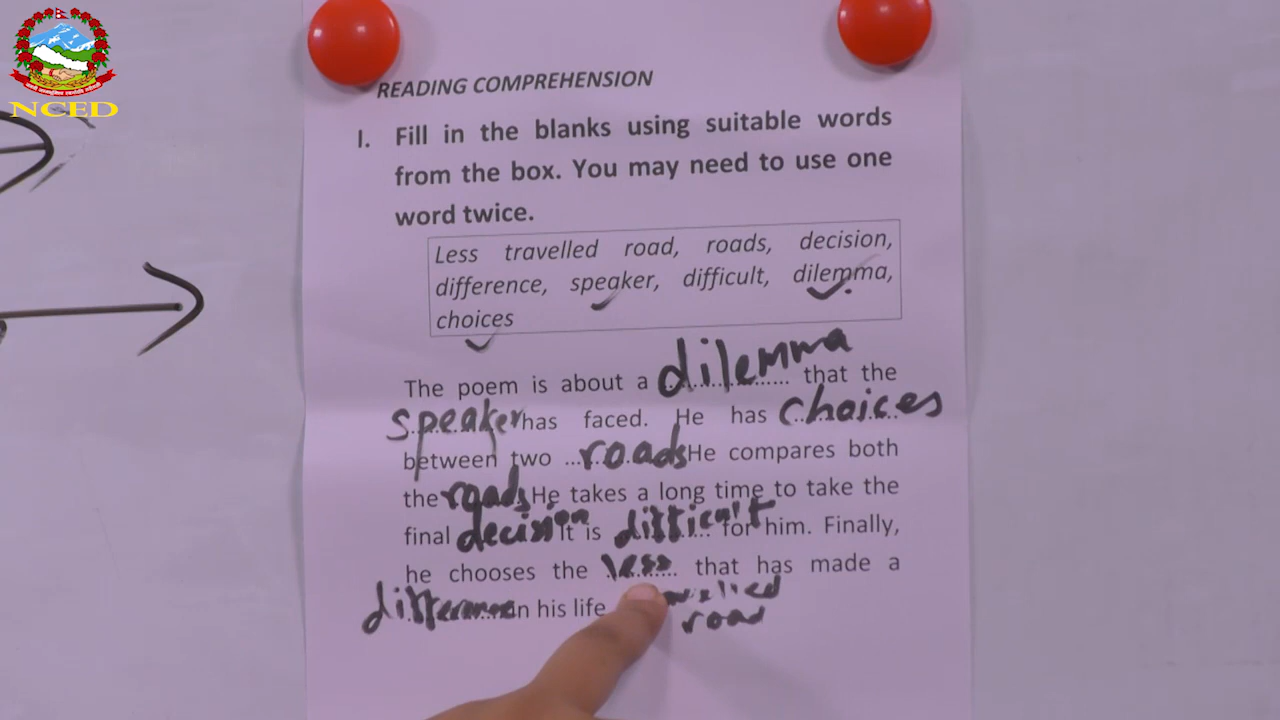 NCED
READING COMPREHENSION
I. Fill in the blanks using suitable words
from the box. You may need to use one
word twice.
Less travelled road, roads, decision,
difference, speaker, difficult, dilemma,
choices
The poem is about a dilemma that the
speaker has faced. He has choices
between two ... roads He compares both
the roads He takes a long time to take the
final decision It is difficult for him. Finally,
he chooses the less that has made a
difference in his life
road